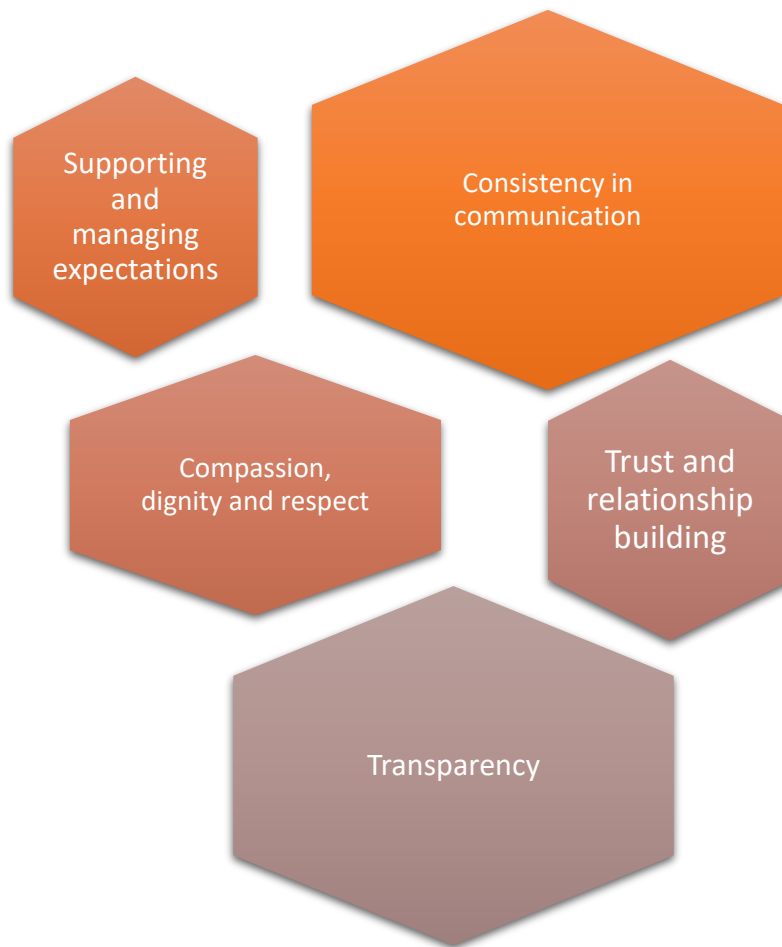 Supporting
and
managing
expectations
Consistency in
communication
Compassion,
dignity and respect
Trust and
relationship
building
Transparency